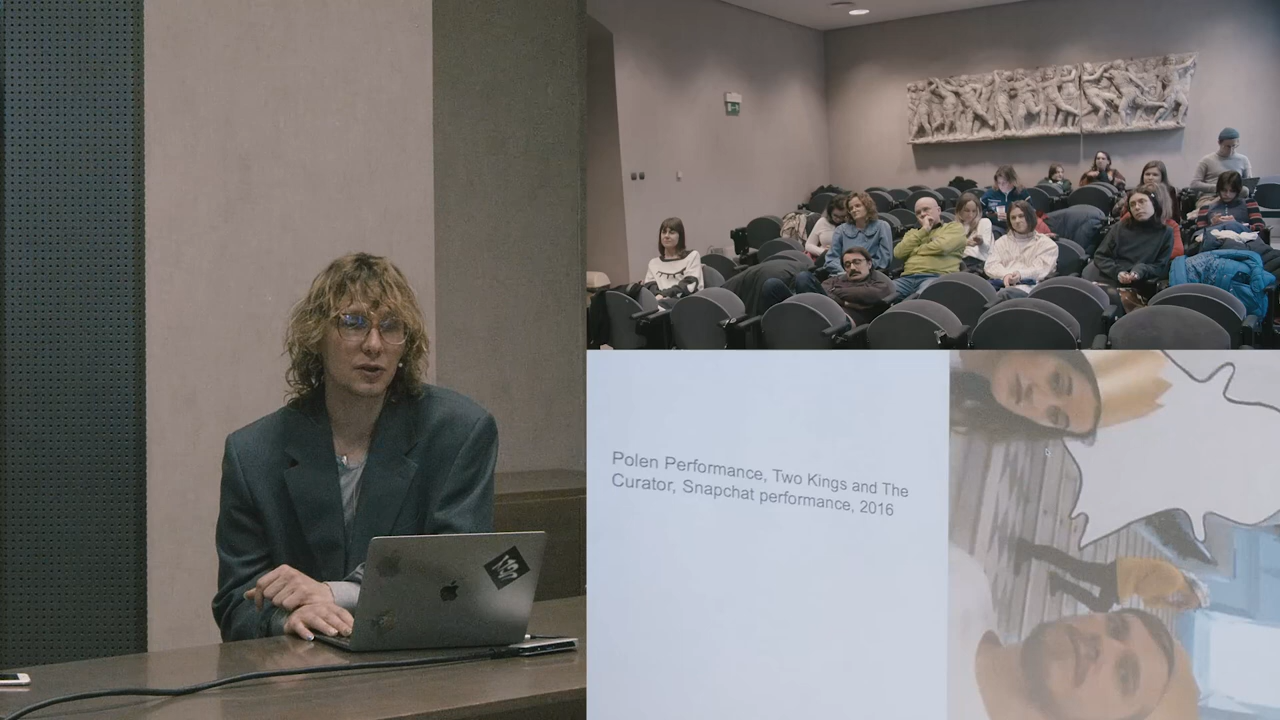 Polen Performance, Two Kings and The
Curator, Snapchat performance, 2016